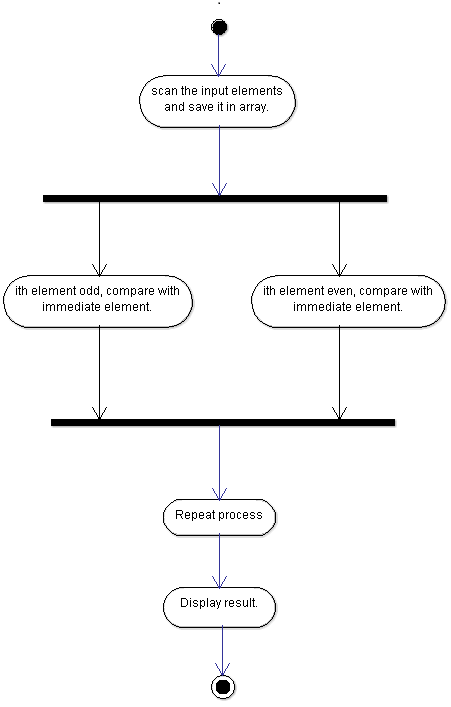 scan the input elements
and save it in array.
ith element odd, compare with
immediate element.
ith element even, compare with
immediate element.
Repeat process
Display result.